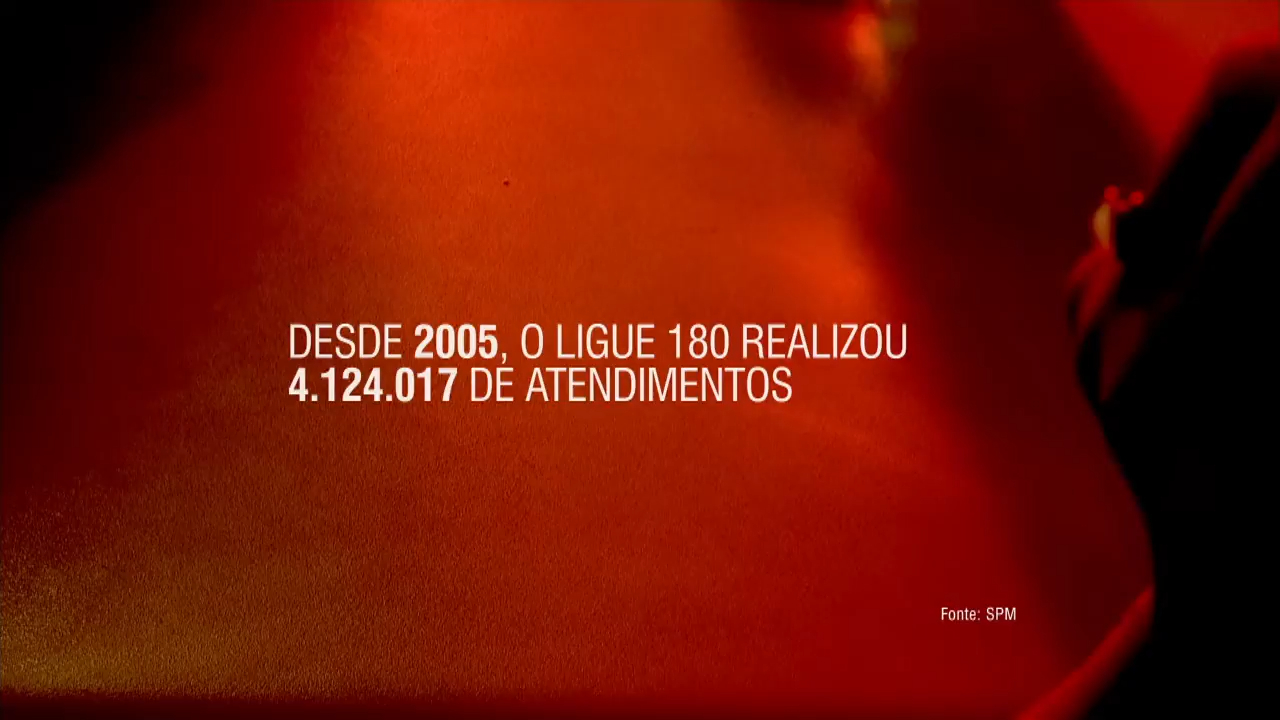 DESDE 2005, O LIGUE 180 REALIZOU
4.124.017 DE ATENDIMENTOS
Fonte: SPM